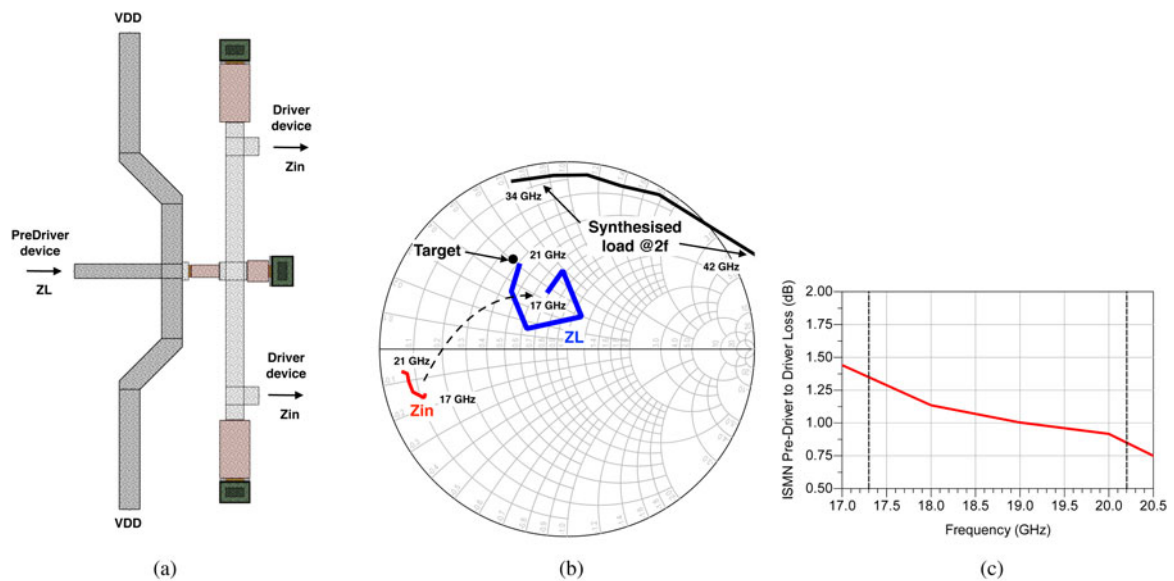 VDD
Driver
device
Zin
PreDriver
device
ZL
Driver
device
Zin
VDD
(a)
34 GHz
Synthesised
load @2f
42 GHz
Target
21 GHz
17 GHz
ZL
21 GHz
17 GHz
Zin
(b)
ISMN Pre-Driver to Driver Loss (dB)
2.00
1.75
1.50
1.25
1.00
0.75
0.50
17.0 17.5 18.0 18.5 19.0 19.5 20.0 20.5
Frequency (GHz)
(c)